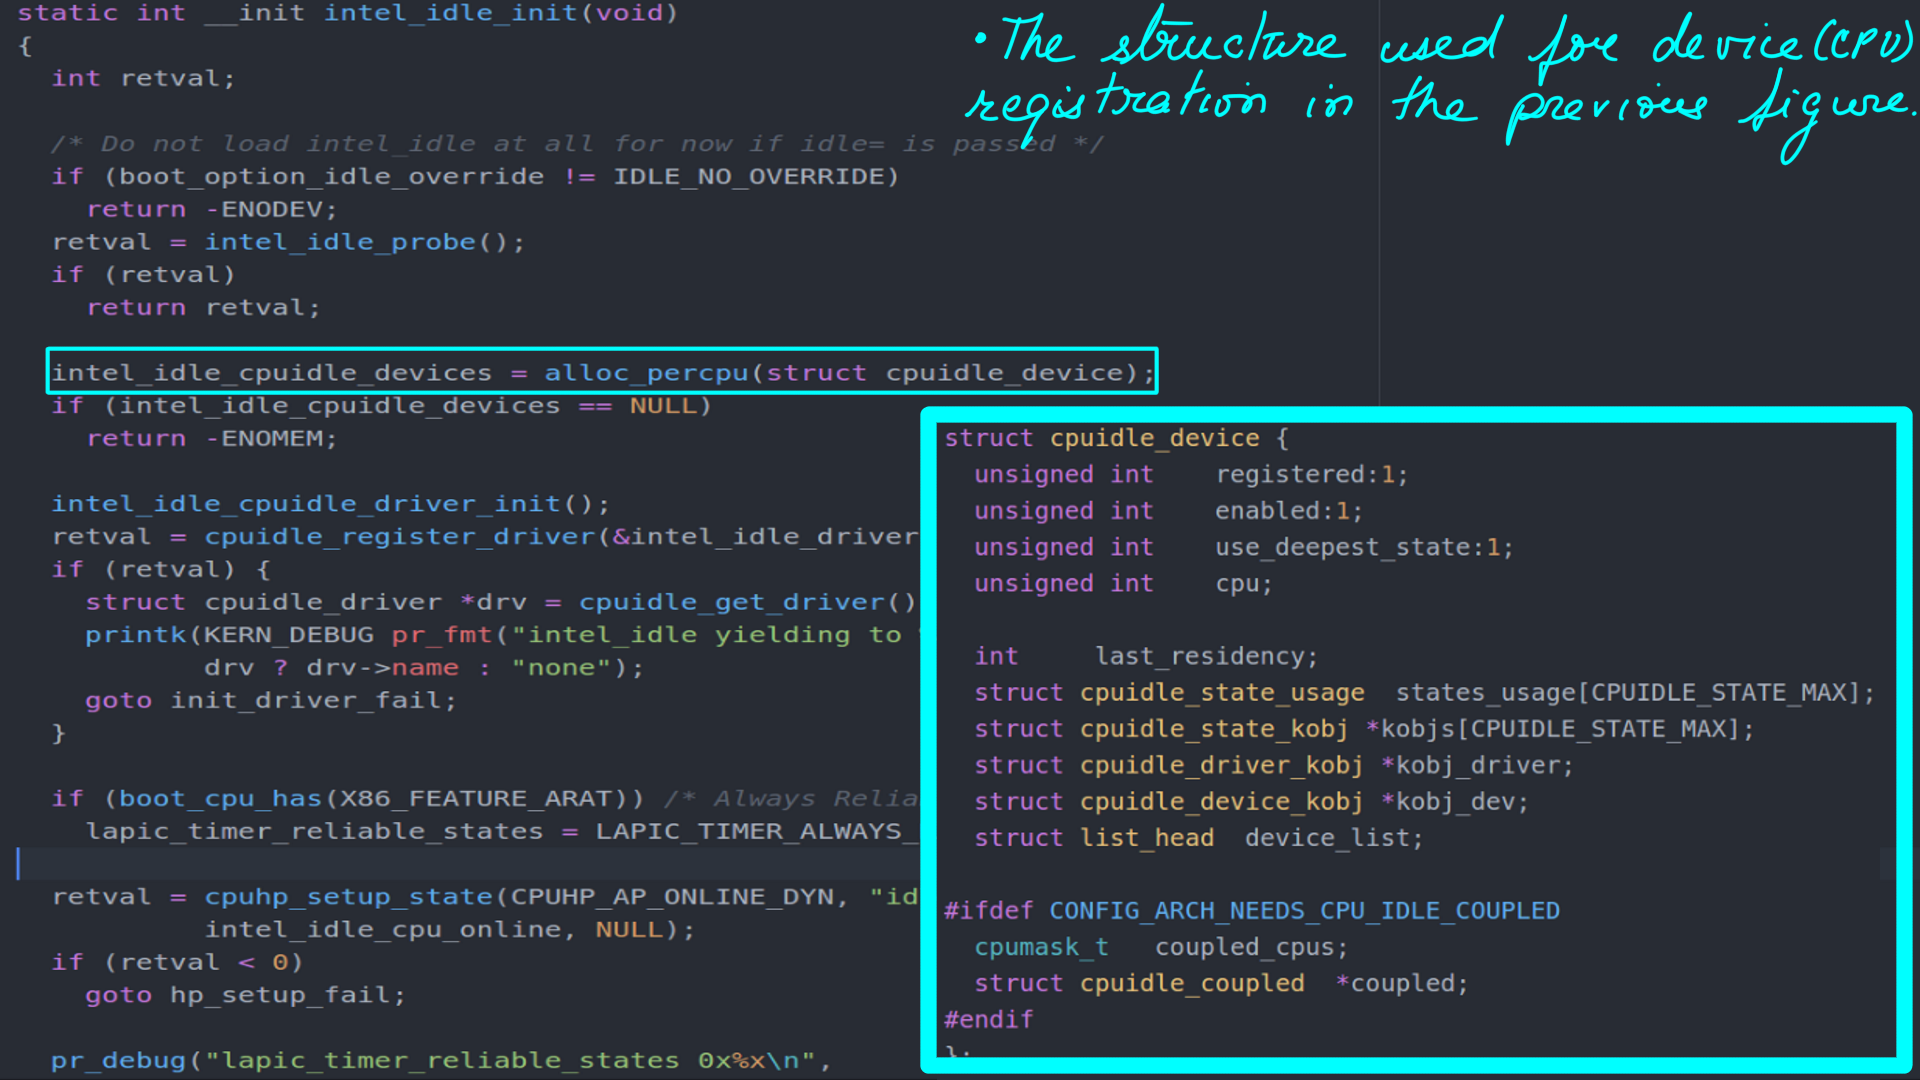 static int __init intel_idle_init(void)
{
  int retval;
  /* Do not load intel_idle at all for now if idle= is passed */
  if (boot_option_idle_override != IDLE_NO_OVERRIDE)
    return -ENODEV;
  retval = intel_idle_probe();
  if (retval)
    return retval;
  intel_idle_cpuidle_devices = alloc_percpu(struct cpuidle_device);
  if (intel_idle_cpuidle_devices == NULL)
    return -ENOMEM;
  intel_idle_cpuidle_driver_init();
  retval = cpuidle_register_driver(&intel_idle_driver
  if (retval) {
    struct cpuidle_driver *drv = cpuidle_get_driver()
    printk(KERN_DEBUG pr_fmt("intel_idle yielding to
           drv ? drv->name : "none");
    goto init_driver_fail;
  }
  if (boot_cpu_has(X86_FEATURE_ARAT)) /* Always Relia
    lapic_timer_reliable_states = LAPIC_TIMER_ALWAYS_
  retval = cpuhp_setup_state(CPUHP_AP_ONLINE_DYN, "id
           intel_idle_cpu_online, NULL);
  if (retval < 0)
    goto hp_setup_fail;
  pr_debug("lapic_timer_reliable_states 0x%x\n",
• The structure used for device(CPU)
registration in the previous figure.
struct cpuidle_device {
  unsigned int    registered:1;
  unsigned int    enabled:1;
  unsigned int    use_deepest_state:1;
  unsigned int    cpu;
  int     last_residency;
  struct cpuidle_state_usage  states_usage[CPUIDLE_STATE_MAX];
  struct cpuidle_state_kobj *kobjs[CPUIDLE_STATE_MAX];
  struct cpuidle_driver_kobj *kobj_driver;
  struct cpuidle_device_kobj *kobj_dev;
  struct list_head  device_list;
#ifdef CONFIG_ARCH_NEEDS_CPU_IDLE_COUPLED
  cpumask_t   coupled_cpus;
  struct cpuidle_coupled  *coupled;
#endif
};